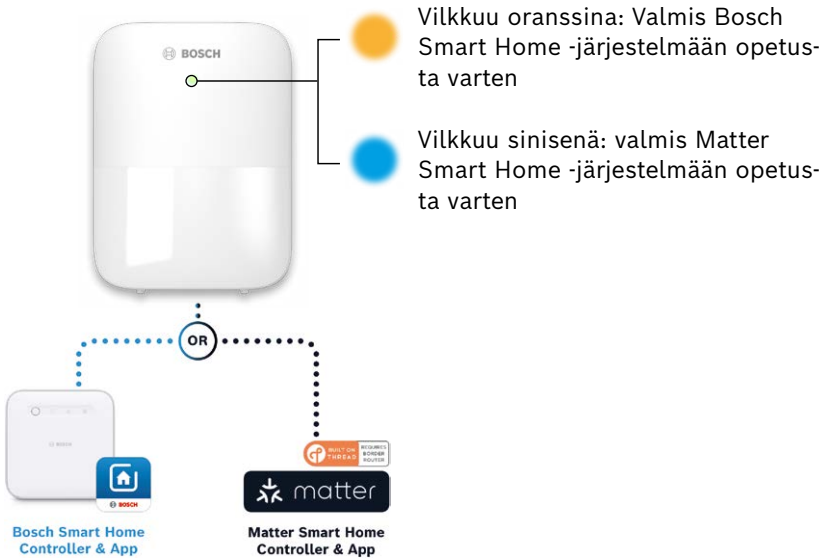 BOSCH
Vilkkuu oranssina: Valmis Bosch
Smart Home -järjestelmään opetus-
ta varten
Vilkkuu sinisenä: valmis Matter
Smart Home -järjestelmään opetus-
ta varten
OR
BOSCH
BOSCH
BUILT ON
THREAD
REQUIRES
BORDER
ROUTER
matter
Bosch Smart Home
Controller & App
Matter Smart Home
Controller & App